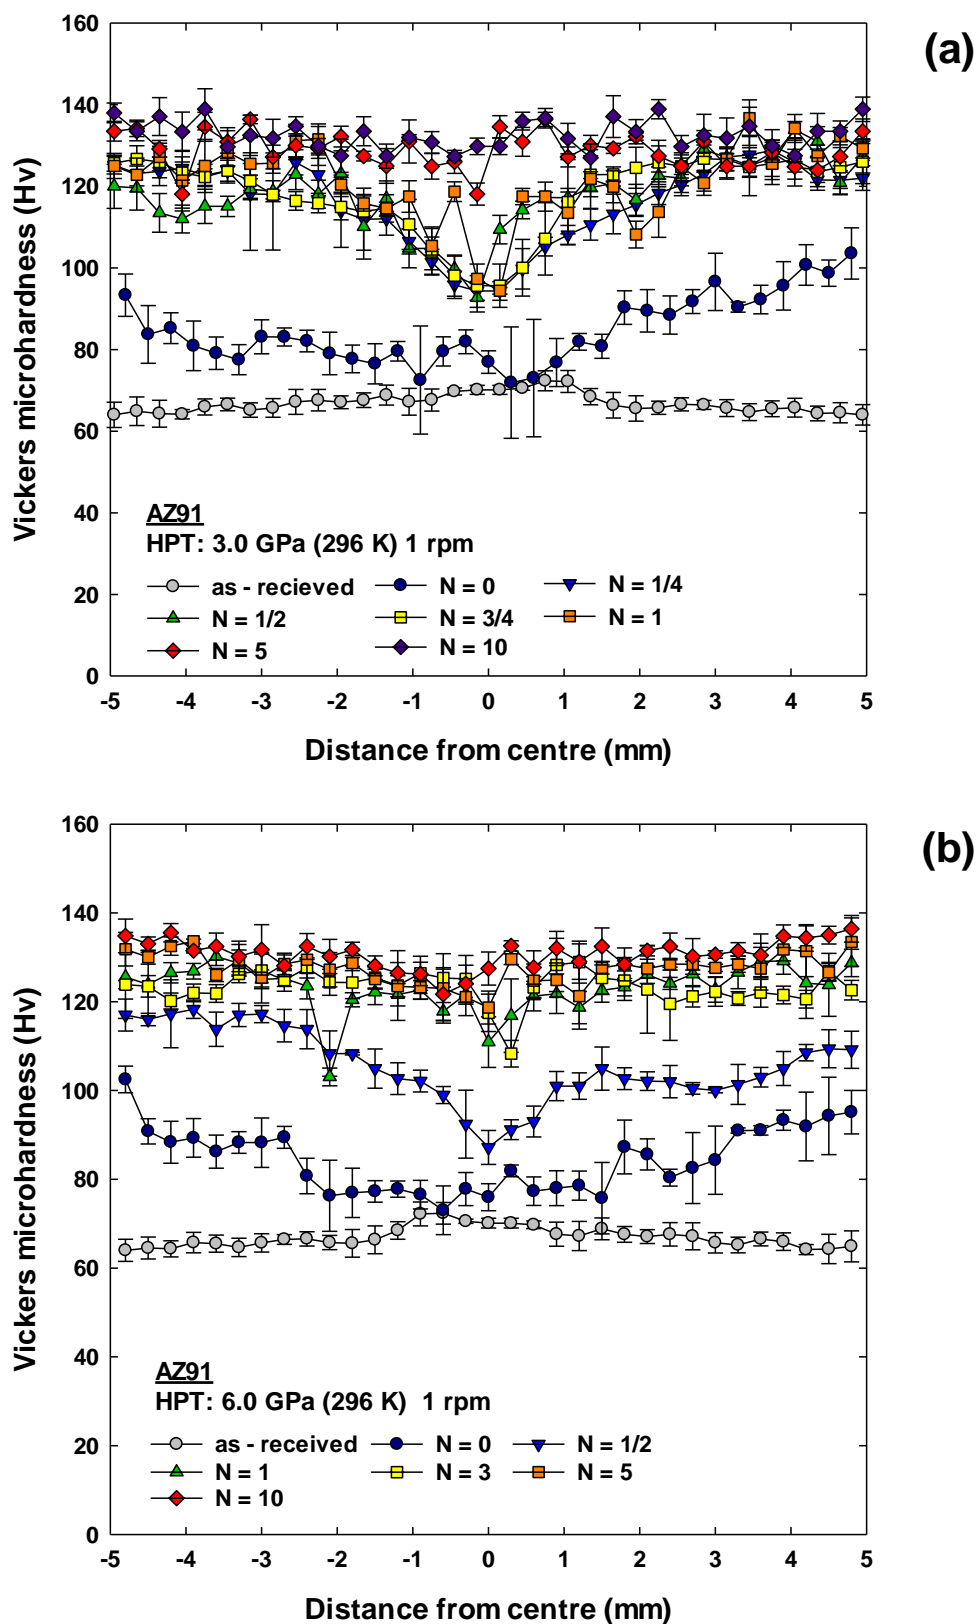 (a)
160
140
120
100
80
60
40
20
0
Vickers microhardness (Hv)
AZ91
HPT: 3.0 GPa (296 K) 1 rpm
as - recieved N = 0 N = 1/4
N = 1/2 N = 3/4 N = 1
N = 5 N = 10
-5 -4 -3 -2 -1 0 1 2 3 4 5
Distance from centre (mm)
(b)
160
140
120
100
80
60
40
20
0
Vickers microhardness (Hv)
AZ91
HPT: 6.0 GPa (296 K) 1 rpm
as - received N = 0 N = 1/2
N = 1 N = 3 N = 5
N = 10
-5 -4 -3 -2 -1 0 1 2 3 4 5
Distance from centre (mm)